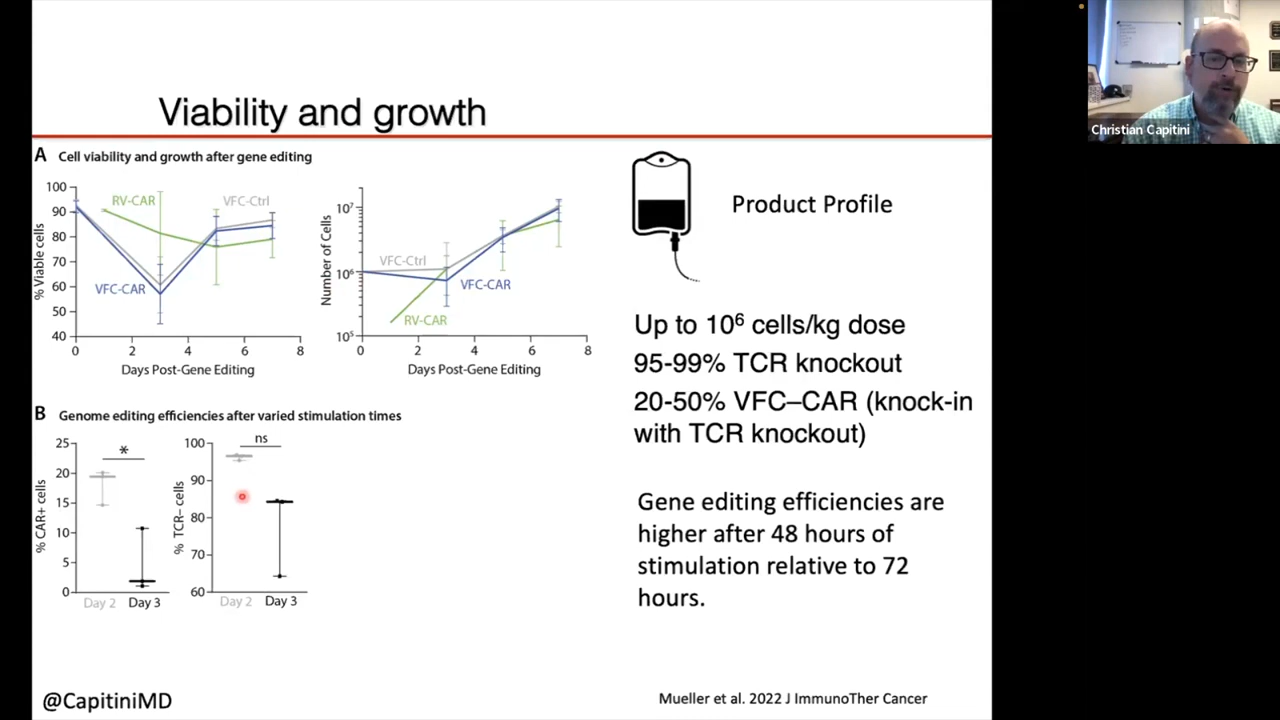 Viability and growth
A Cell viability and growth after gene editing
100
90
80
70
60
50
40
% Viable cells
RV-CAR
VFC-Ctrl
VFC-CAR
0 2 4 6 8
Days Post-Gene Editing
10⁷
10⁶
10⁵
Number of Cells
VFC-Ctrl
VFC-CAR
RV-CAR
0 2 4 6 8
Days Post-Gene Editing
B Genome editing efficiencies after varied stimulation times
25
20
15
10
5
0
% CAR+ cells
*
Day 2 Day 3
100
90
80
70
60
% TCR– cells
ns
Day 2 Day 3
Product Profile
Up to 10⁶ cells/kg dose
95-99% TCR knockout
20-50% VFC–CAR (knock-in
with TCR knockout)
Gene editing efficiencies are
higher after 48 hours of
stimulation relative to 72
hours.
@CapitiniMD
Mueller et al. 2022 J ImmunoTher Cancer
Christian Capitini